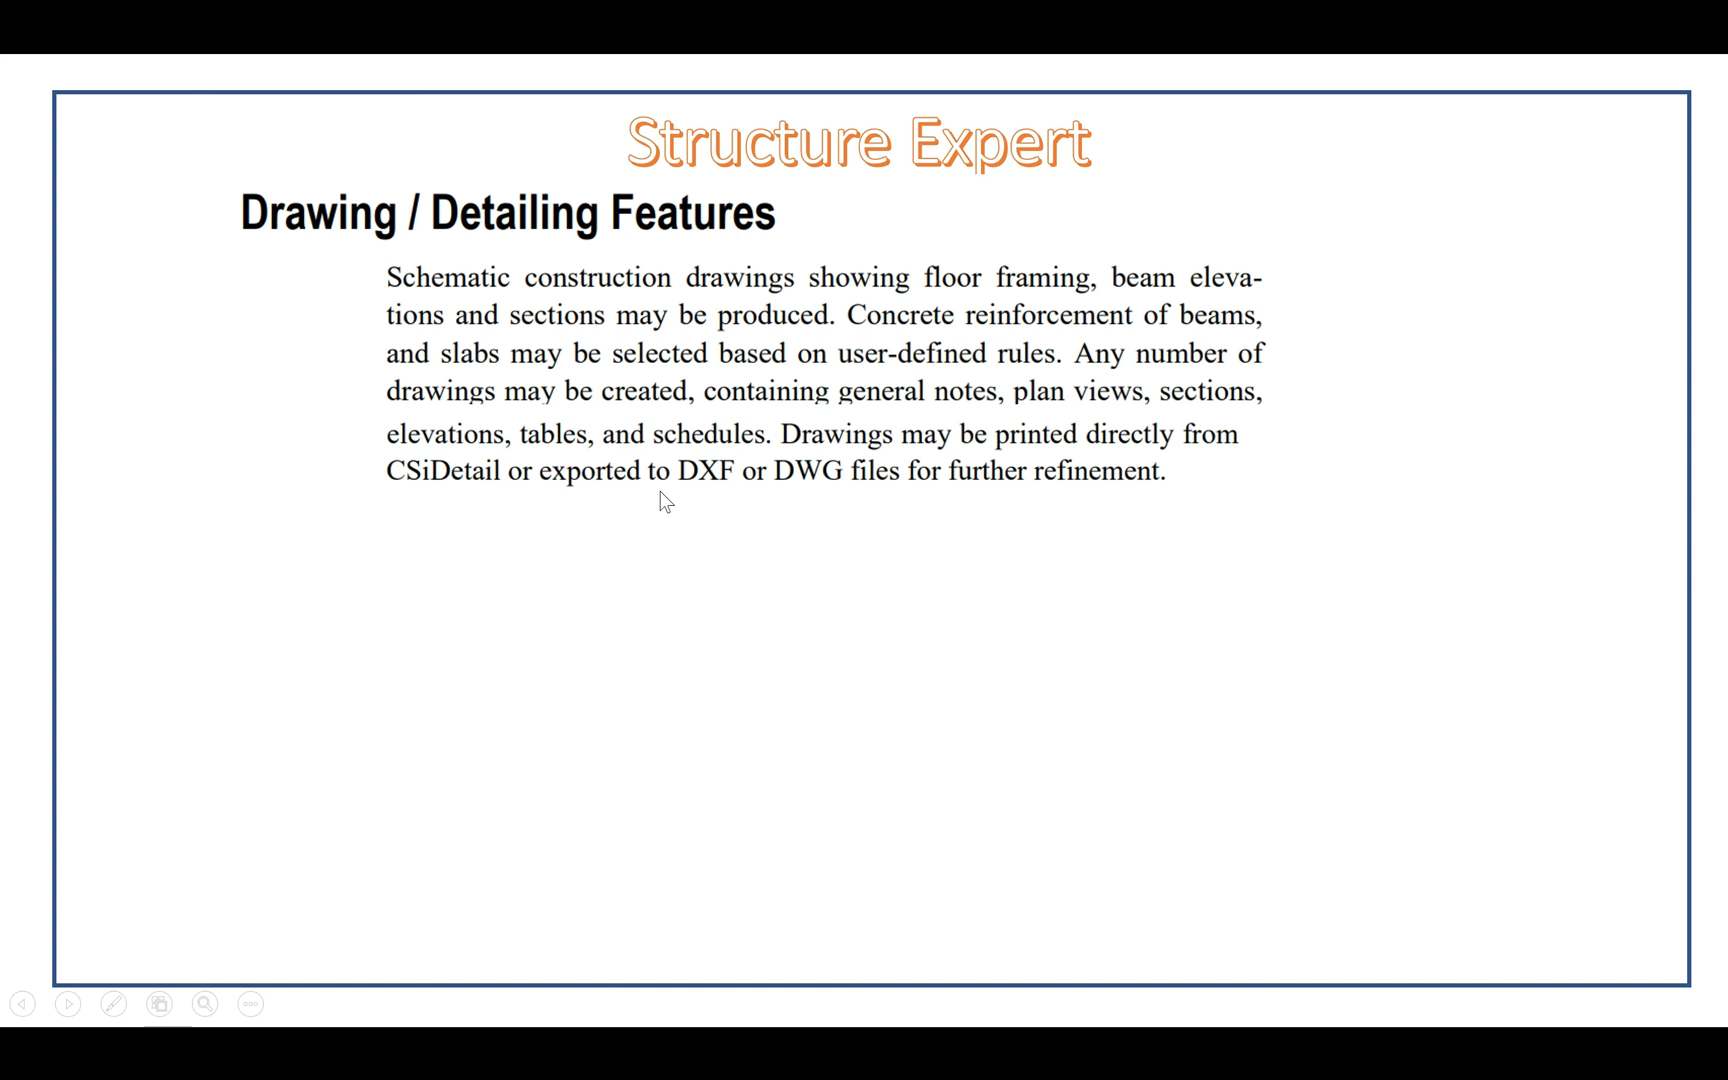 Structure Expert
Drawing / Detailing Features
Schematic construction drawings showing floor framing, beam eleva-
tions and sections may be produced. Concrete reinforcement of beams,
and slabs may be selected based on user-defined rules. Any number of
drawings may be created, containing general notes, plan views, sections,
elevations, tables, and schedules. Drawings may be printed directly from
CSiDetail or exported to DXF or DWG files for further refinement.